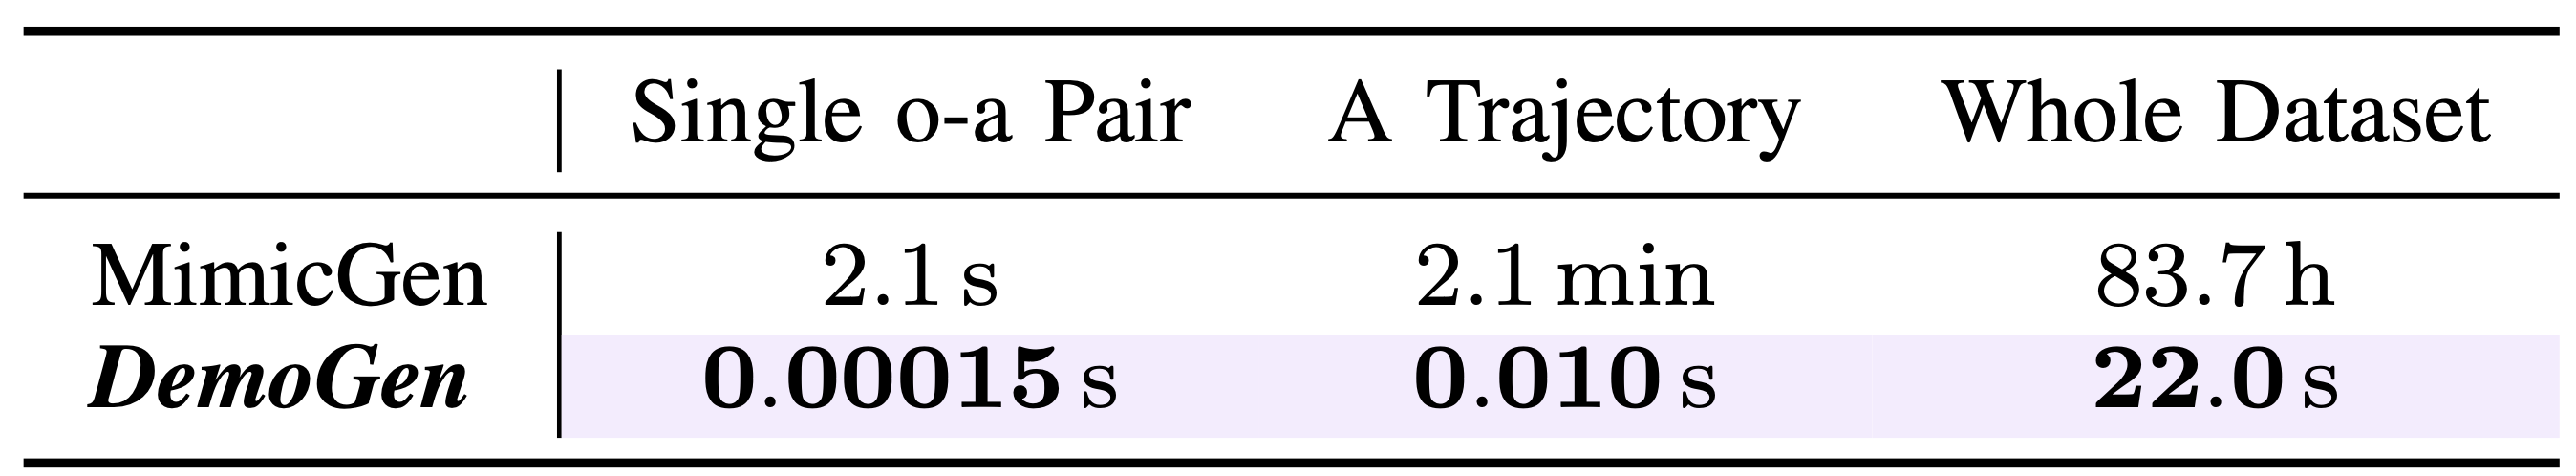 Single o-a Pair A Trajectory Whole Dataset
MimicGen 2.1 s 2.1 min 83.7 h
DemoGen 0.00015 s 0.010 s 22.0 s